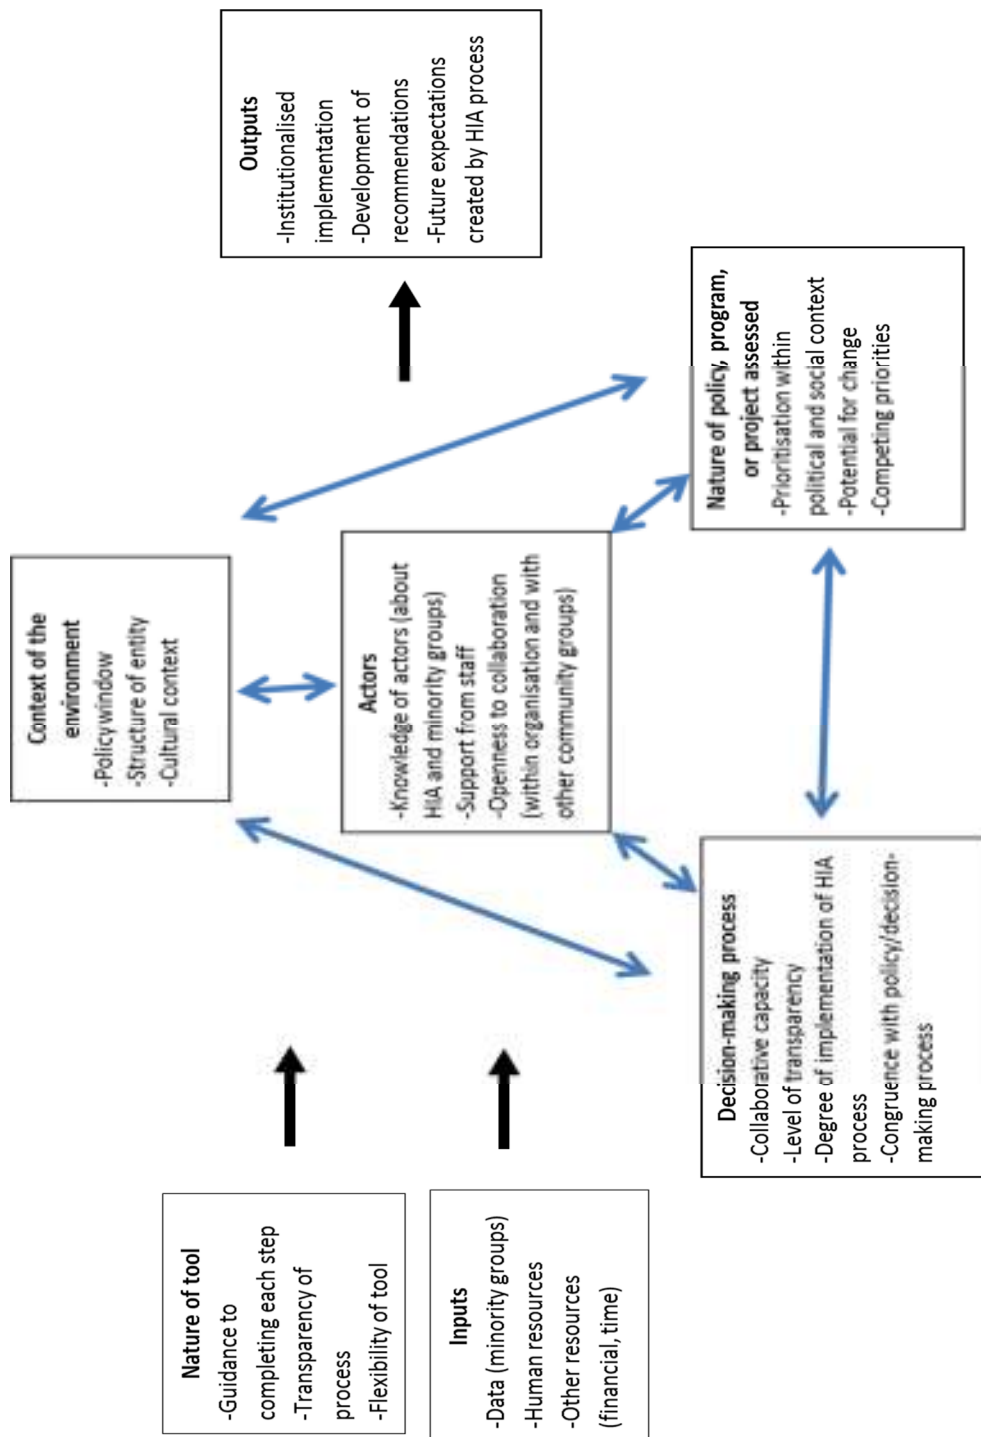 Nature of tool
-Guidance to
completing each step
-Transparency of
process
-Flexibility of tool
Inputs
-Data (minority groups)
-Human resources
-Other resources
(financial, time)
Context of the
environment
-Policy window
-Structure of entity
-Cultural context
Actors
-Knowledge of actors (about
HIA and minority groups)
-Support from staff
-Openness to collaboration
(within organisation and with
other community groups)
Decision-making process
-Collaborative capacity
-Level of transparency
-Degree of implementation of HIA
process
-Congruence with policy/decision-
making process
Nature of policy, program,
or project assessed
-Prioritisation within
political and social context
-Potential for change
-Competing priorities
Outputs
-Institutionalised
implementation
-Development of
recommendations
-Future expectations
created by HIA process